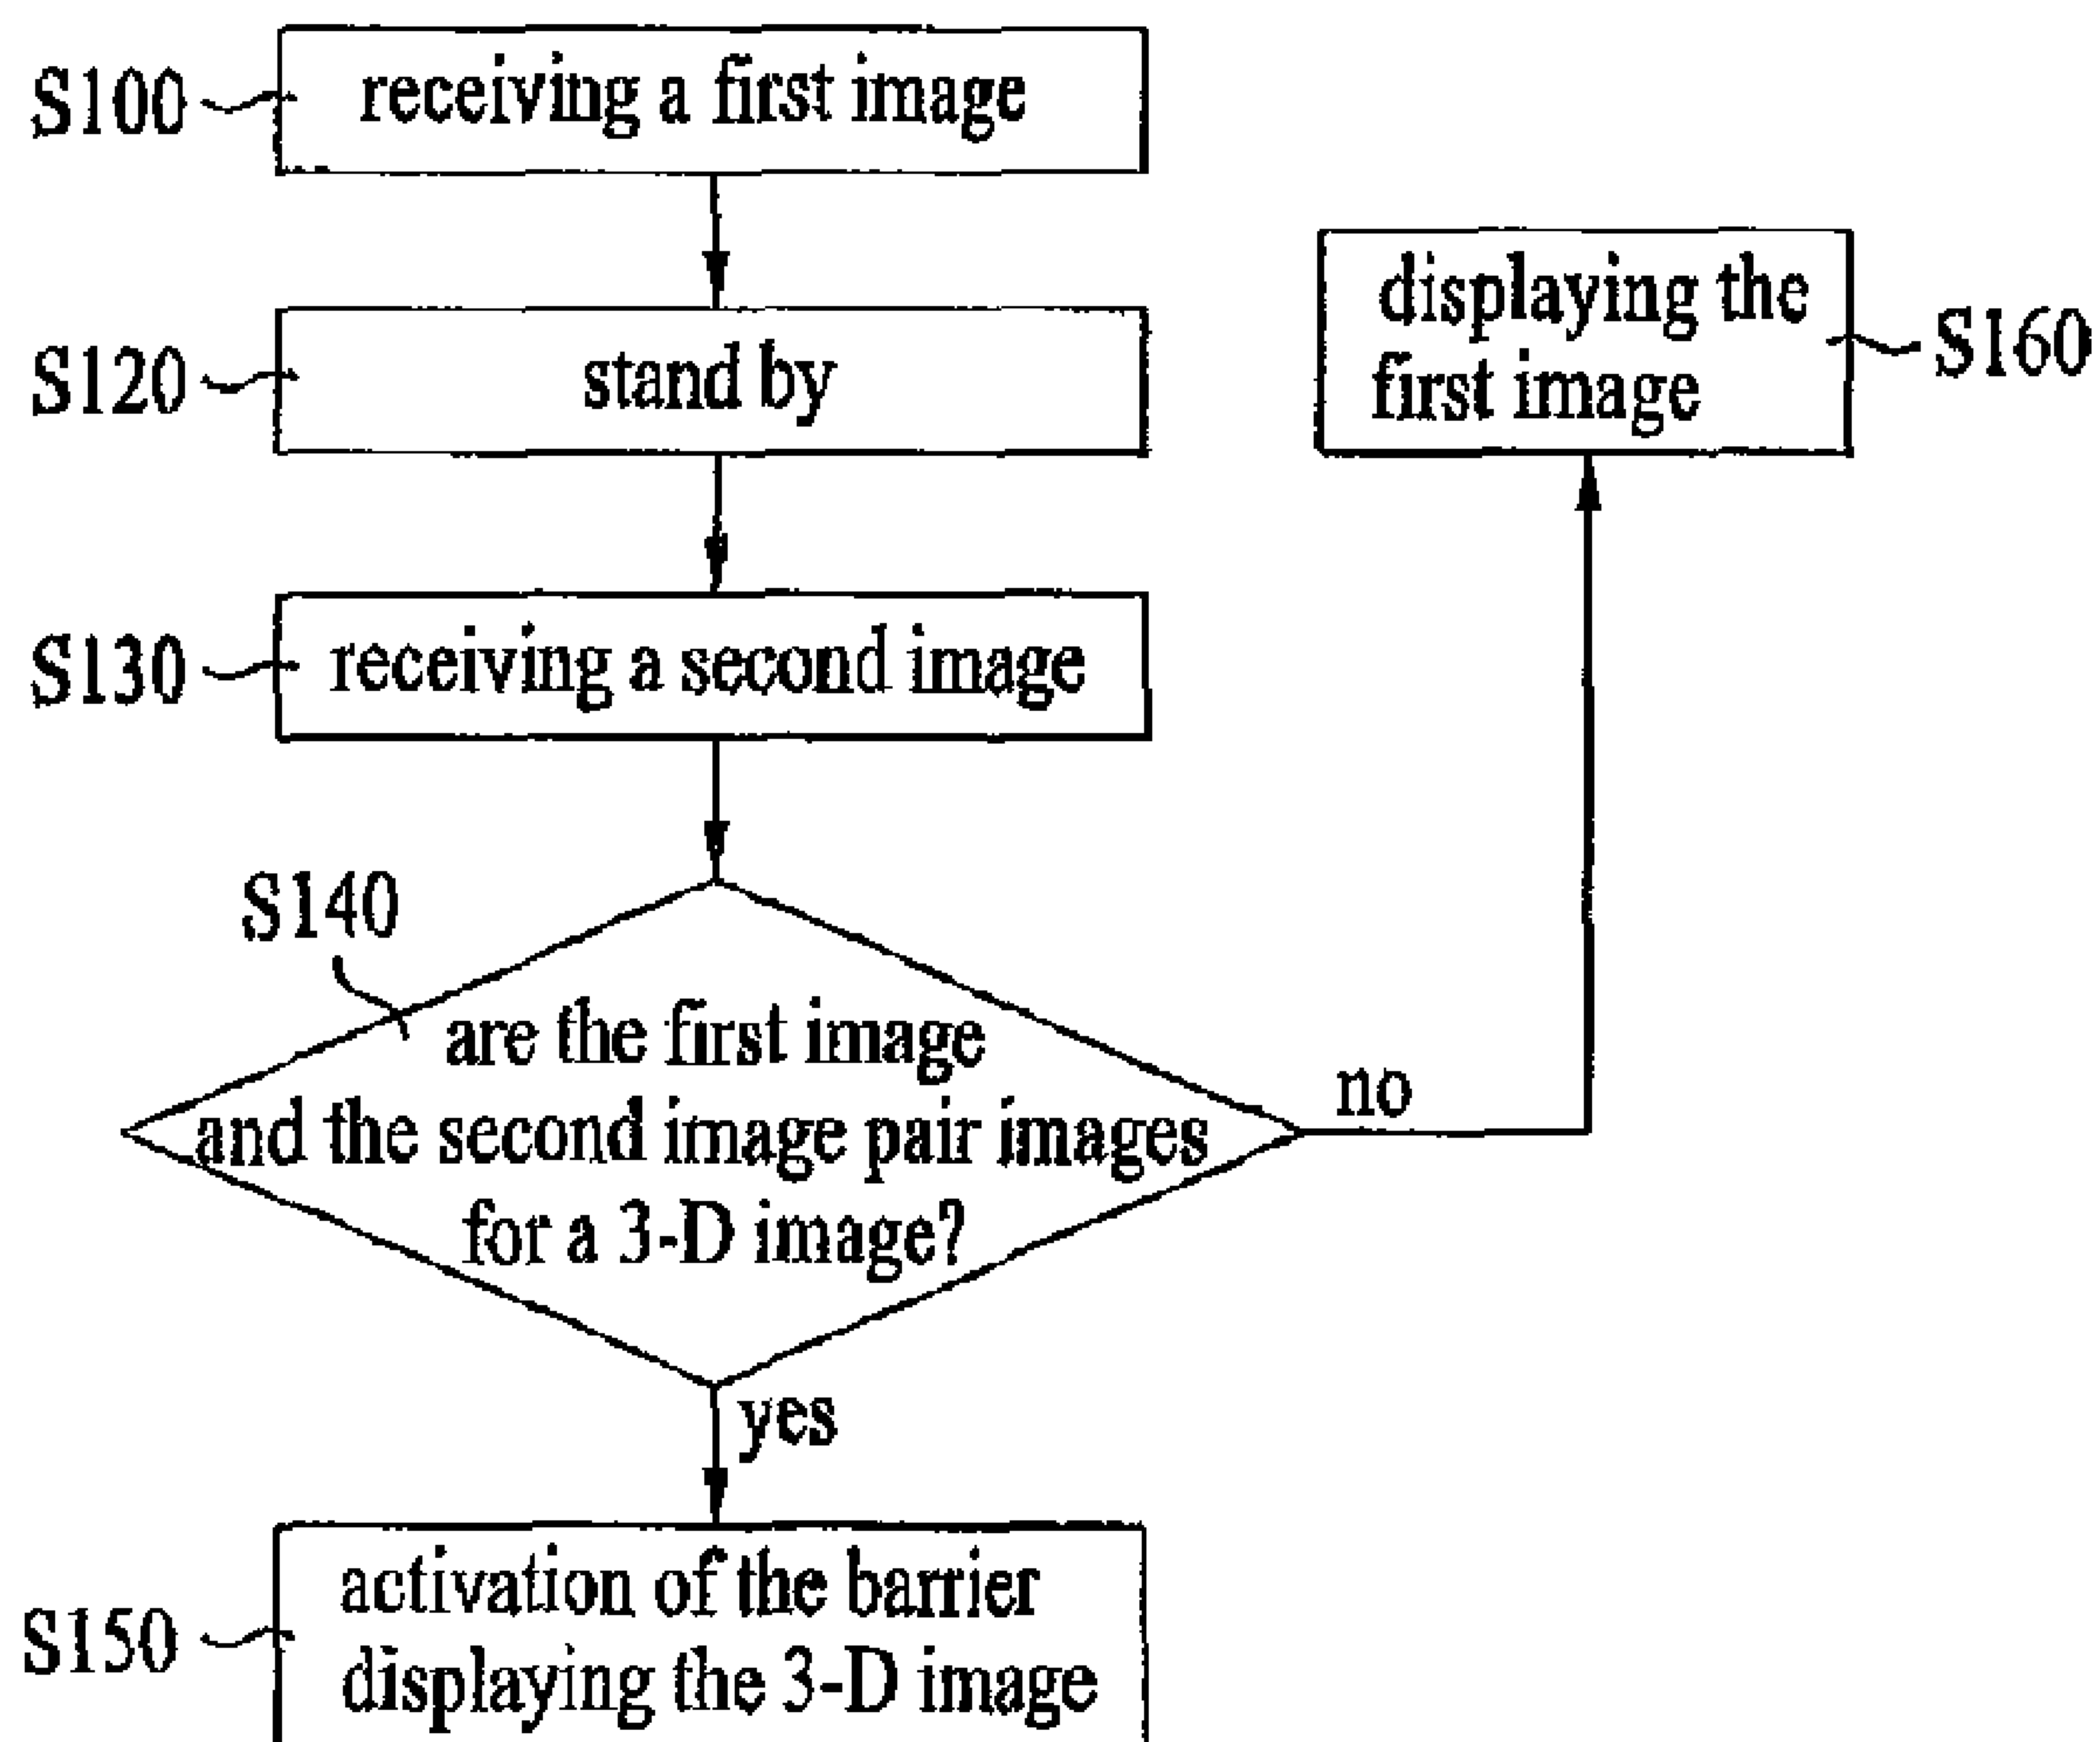 S100
receiving a first image
S120
stand by
displaying the
first image
S160
S130
receiving a second image
S140
are the first image
and the second image pair images
for a 3-D image?
no
yes
S150
activation of the barrier
displaying the 3-D image